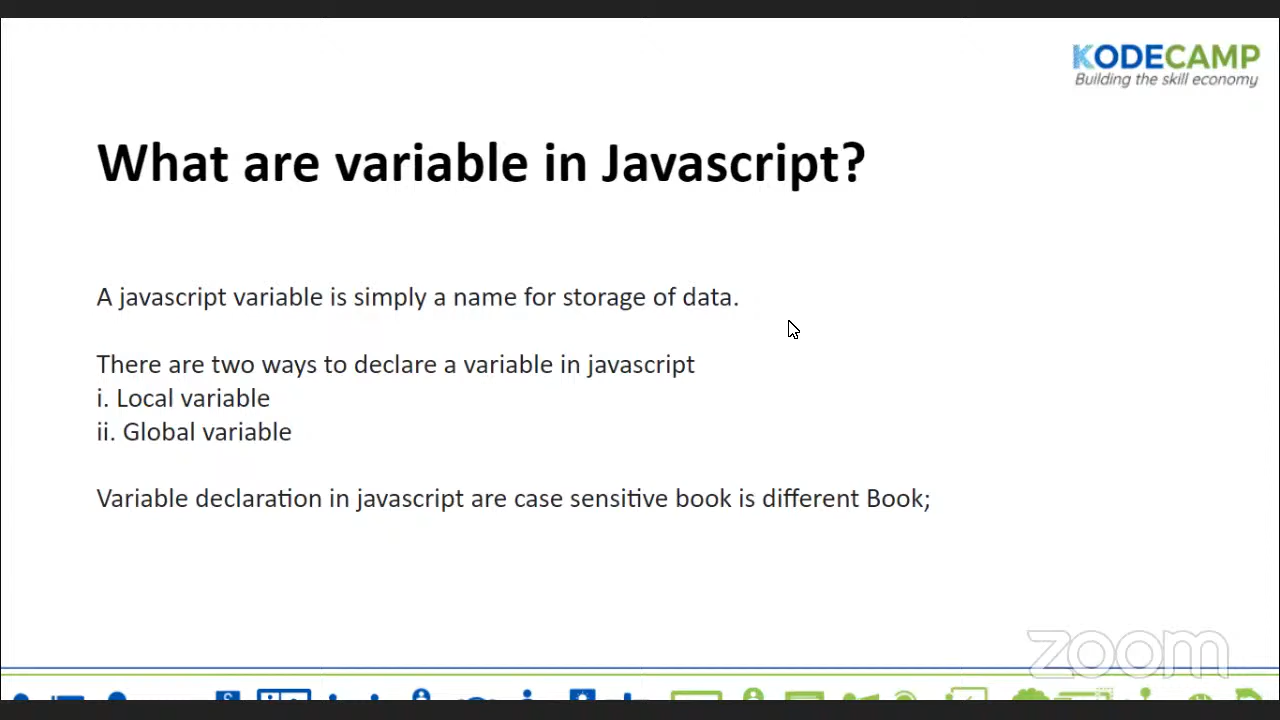 KODECAMP
Building the skill economy
What are variable in Javascript?
A javascript variable is simply a name for storage of data.
There are two ways to declare a variable in javascript
i. Local variable
ii. Global variable
Variable declaration in javascript are case sensitive book is different Book;
zoom